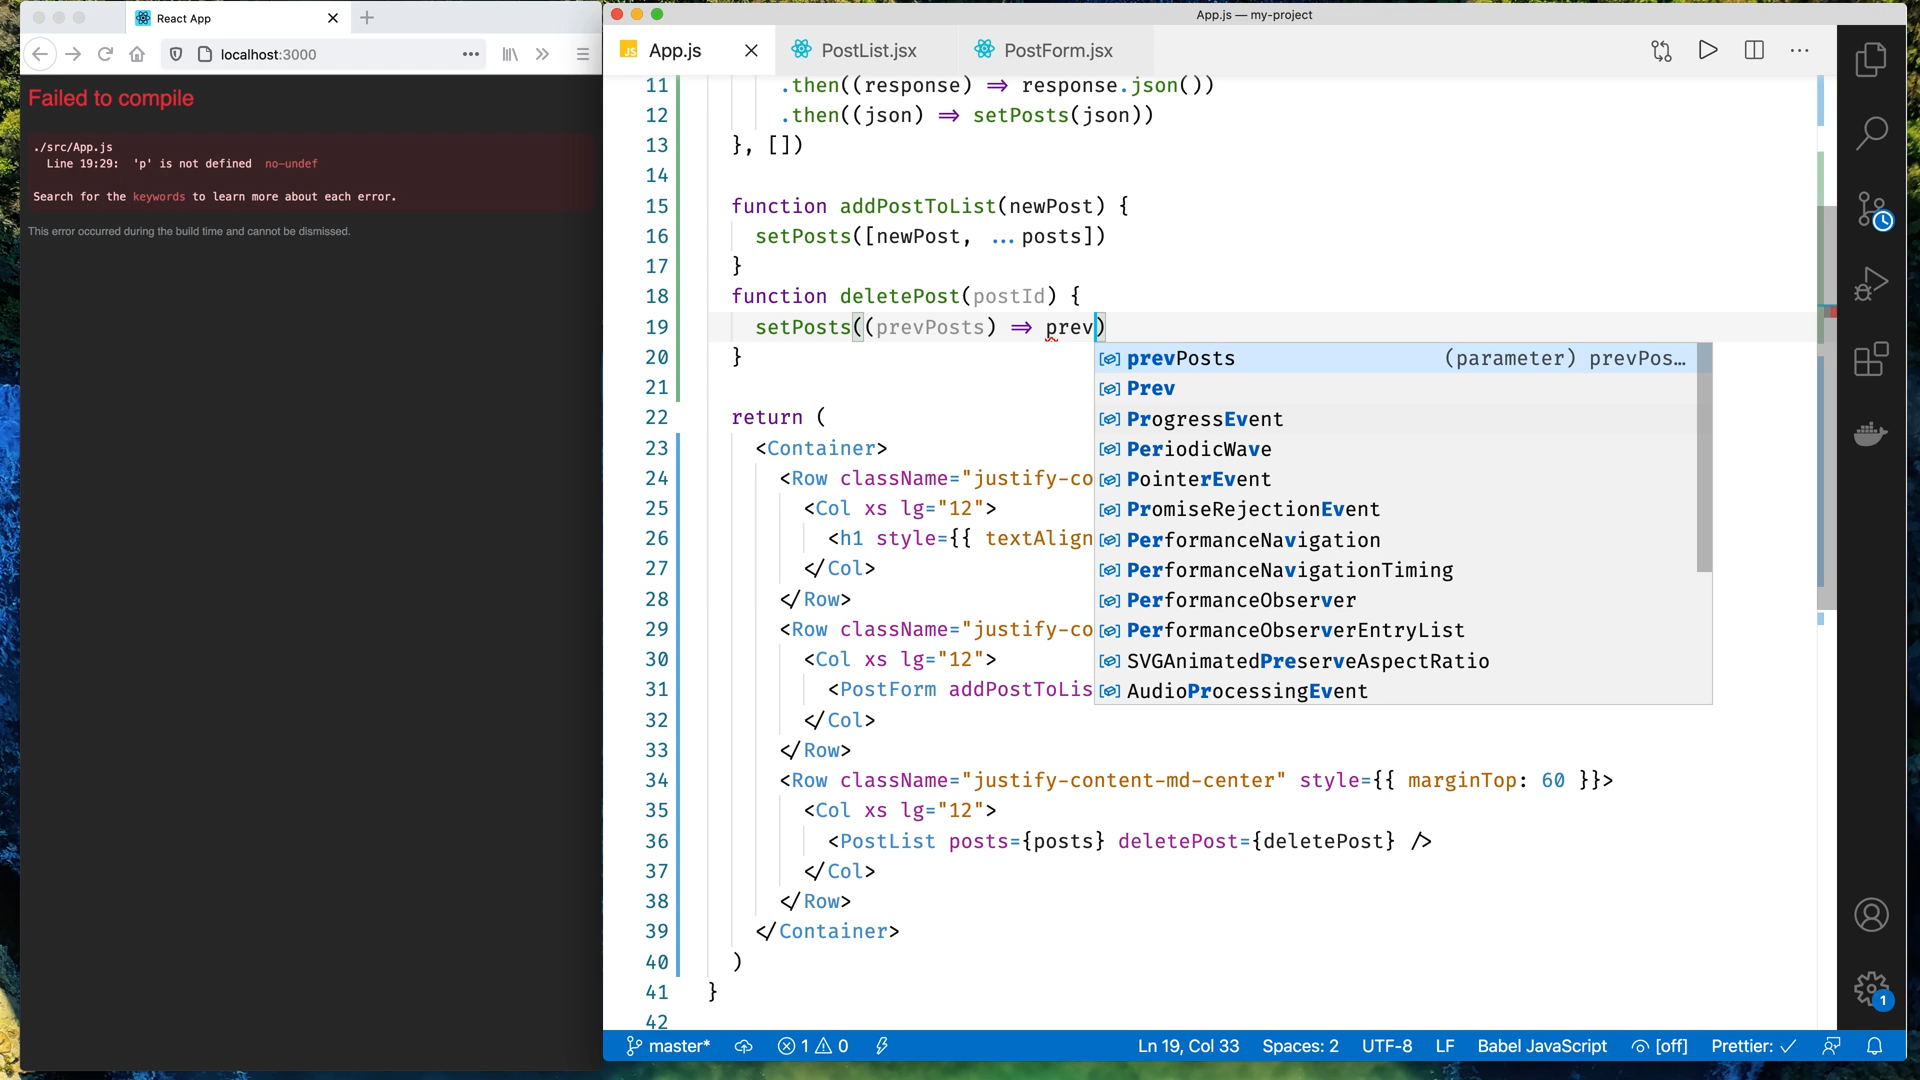 React App
localhost:3000
Failed to compile
./src/App.js
Line 19:29: 'p' is not defined no-undef
Search for the keywords to learn more about each error.
This error occurred during the build time and cannot be dismissed.
App.js — my-project
JS App.js
PostList.jsx
PostForm.jsx
11 .then((response) ⇒ response.json())
12 .then((json) ⇒ setPosts(json))
13 }, [])
14
15 function addPostToList(newPost) {
16 setPosts([newPost, ...posts])
17 }
18 function deletePost(postId) {
19 setPosts((prevPosts) ⇒ prev)
20 }
21
22 return (
23 <Container>
24 <Row className="justify-co
25 <Col xs lg="12">
26 <h1 style={{ textAlign
27 </Col>
28 </Row>
29 <Row className="justify-co
30 <Col xs lg="12">
31 <PostForm addPostToLis
32 </Col>
33 </Row>
34 <Row className="justify-content-md-center" style={{ marginTop: 60 }}>
35 <Col xs lg="12">
36 <PostList posts={posts} deletePost={deletePost} />
37 </Col>
38 </Row>
39 </Container>
40 )
41 }
42
prevPosts (parameter) prevPos…
Prev
ProgressEvent
PeriodicWave
PointerEvent
PromiseRejectionEvent
PerformanceNavigation
PerformanceNavigationTiming
PerformanceObserver
PerformanceObserverEntryList
SVGAnimatedPreserveAspectRatio
AudioProcessingEvent
1
master* 1 0 Ln 19, Col 33 Spaces: 2 UTF-8 LF Babel JavaScript [off] Prettier: ✓